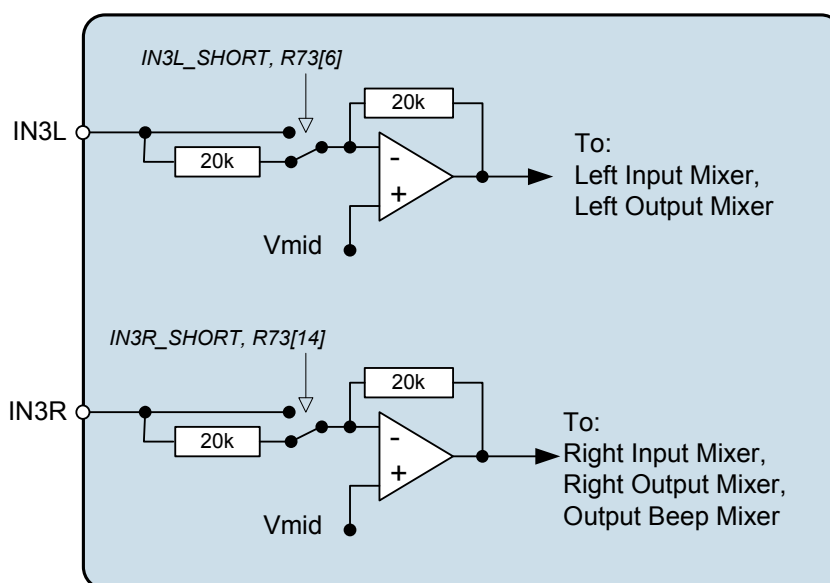 IN3L_SHORT, R73[6]
20k
IN3L
20k
-
+
Vmid
To:
Left Input Mixer,
Left Output Mixer
IN3R_SHORT, R73[14]
20k
IN3R
20k
-
+
Vmid
To:
Right Input Mixer,
Right Output Mixer,
Output Beep Mixer